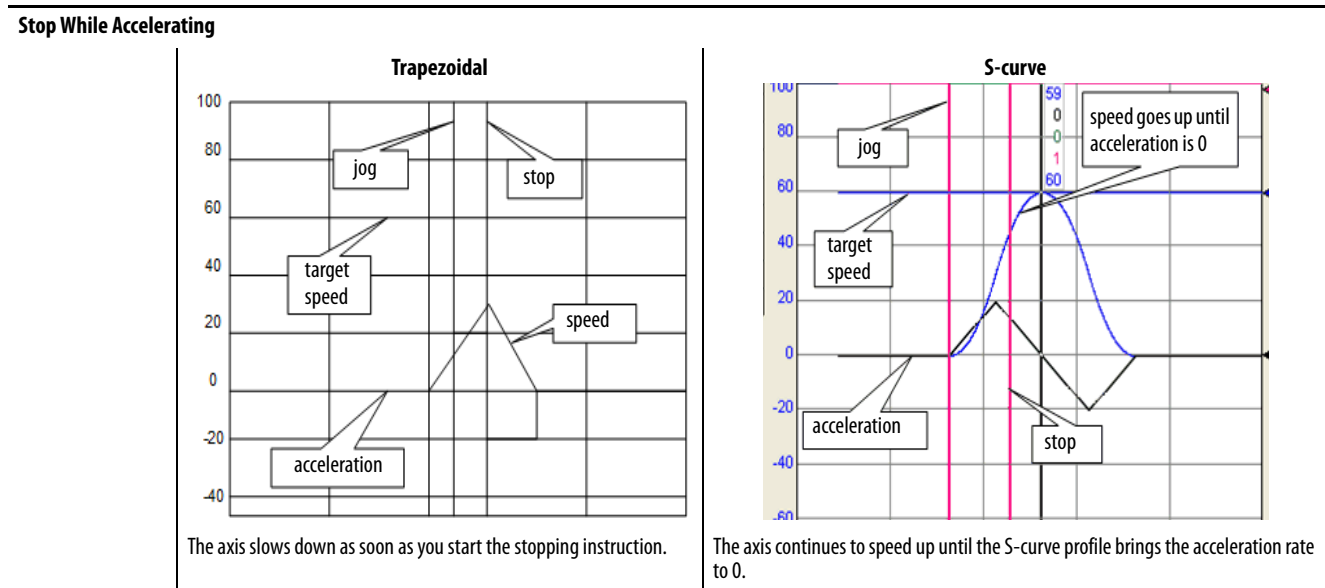 Stop While Accelerating
Trapezoidal
100
80
60
40
20
0
-20
-40
jog
stop
target
speed
speed
acceleration
The axis slows down as soon as you start the stopping instruction.
S-curve
100
80
60
40
20
0
-20
-40
-60
59
0
0
1
60
jog
speed goes up until
acceleration is 0
target
speed
acceleration
stop
The axis continues to speed up until the S-curve profile brings the acceleration rate
to 0.